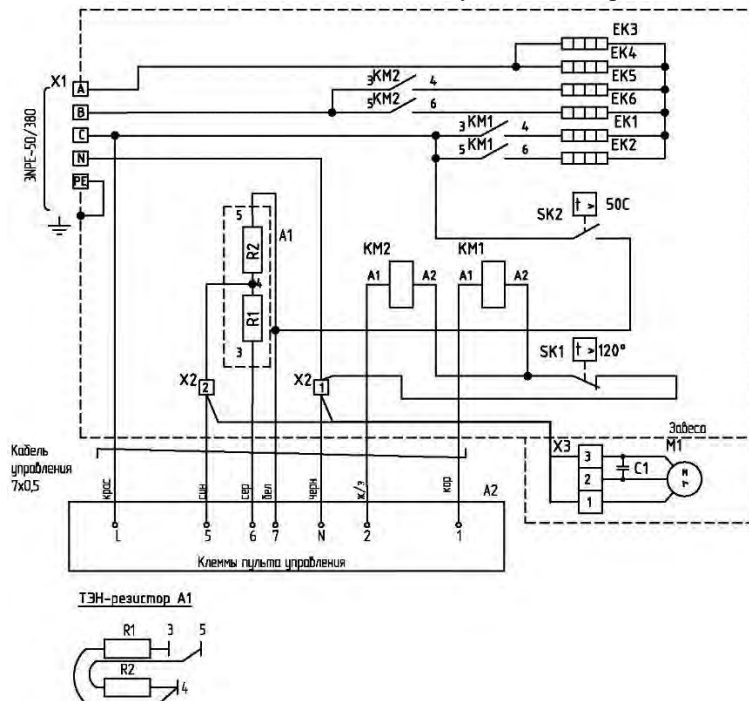 EK3
EK4
X1 A 3 KM2 4 EK5
B 5 KM2 6 EK6
C 3 KM1 4 EK1
N 5 KM1 6 EK2
PE
3NPE-50/380
t > 50С
SK2
5 A1
R2
4
R1
3
KM2 KM1
A1 A2 A1 A2
SK1 t > 120°
X2 2 X2 1
Завеса
X3 3 M1
2 C1
1
Кабель
управления
7х0,5
крас син сер бел черн ж/з кор A2
L 5 6 7 N 2 1
Клеммы пульта управления
ТЭН-резистор А1
R1 3 5
R2
4